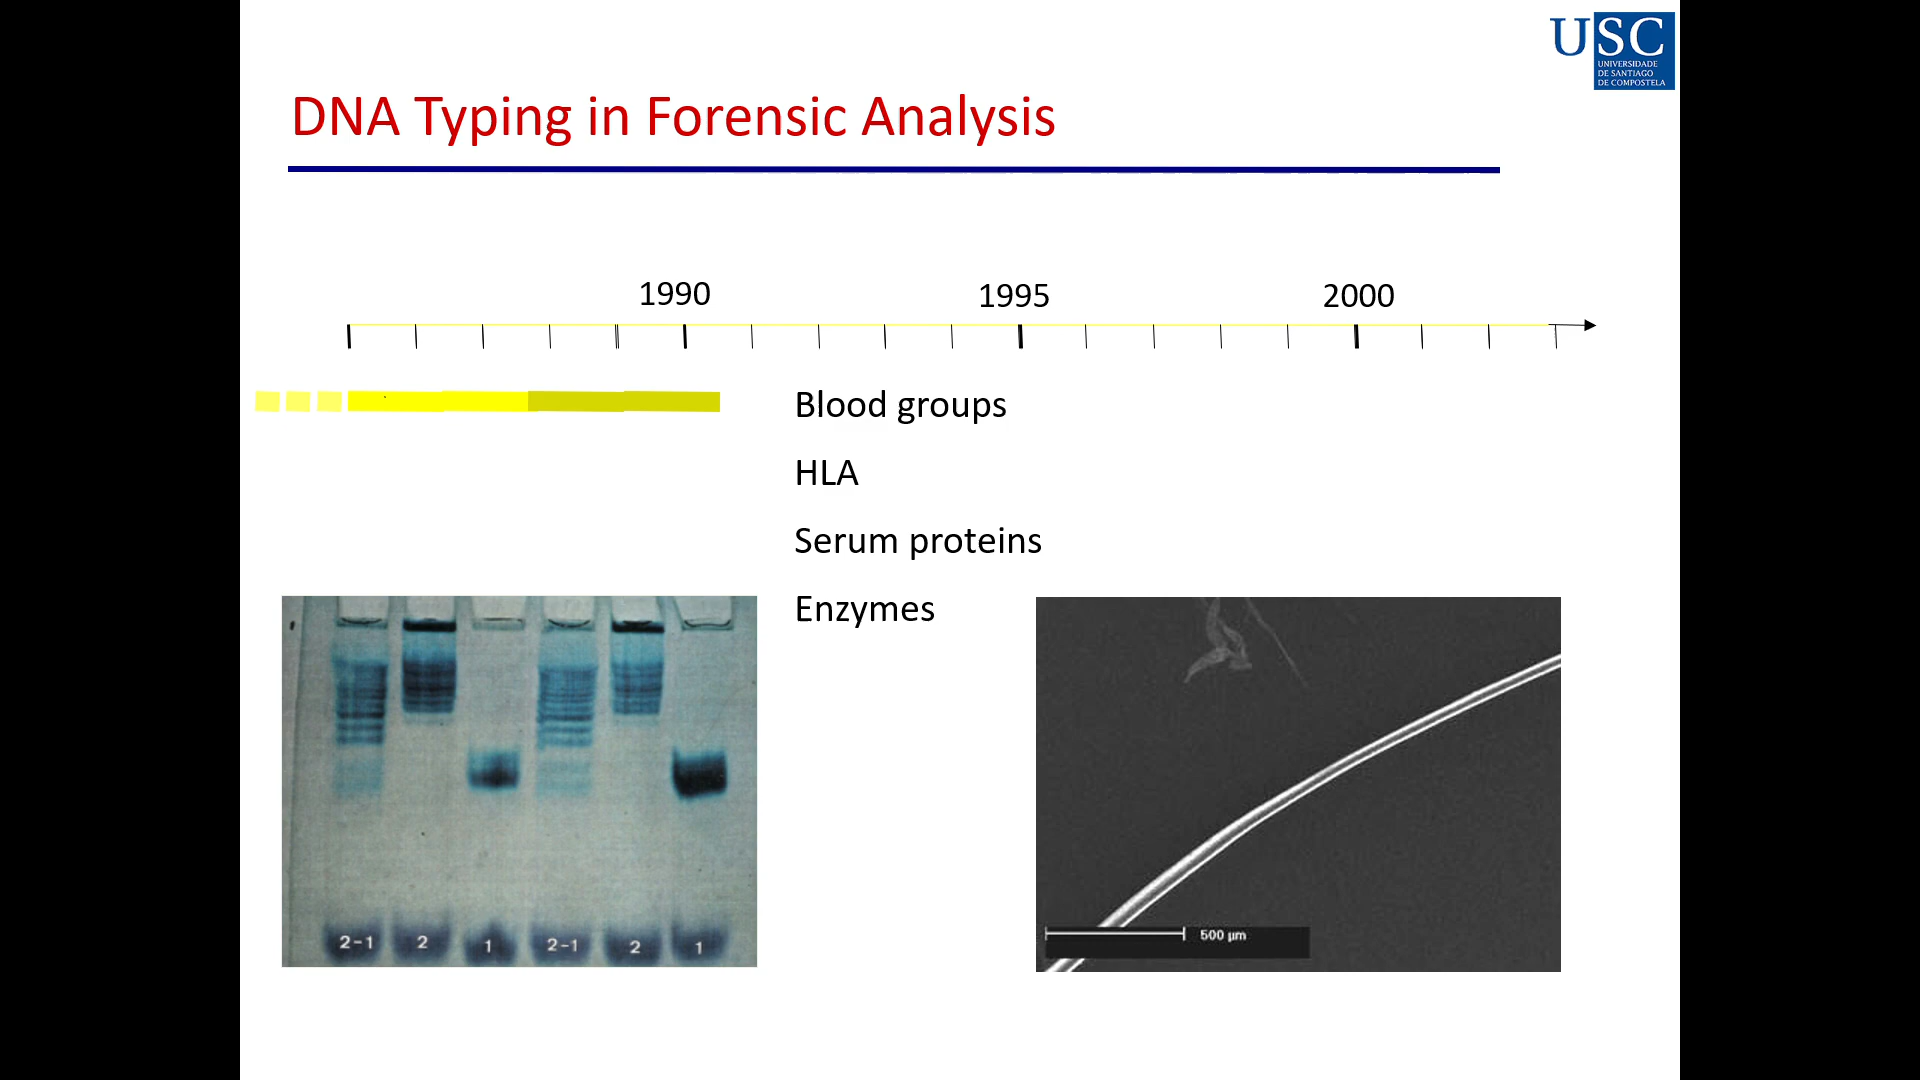 USC
UNIVERSIDADE
DE SANTIAGO
DE COMPOSTELA
DNA Typing in Forensic Analysis
1990 1995 2000
Blood groups
HLA
Serum proteins
Enzymes
2-1 2 1 2-1 2 1
500 µm